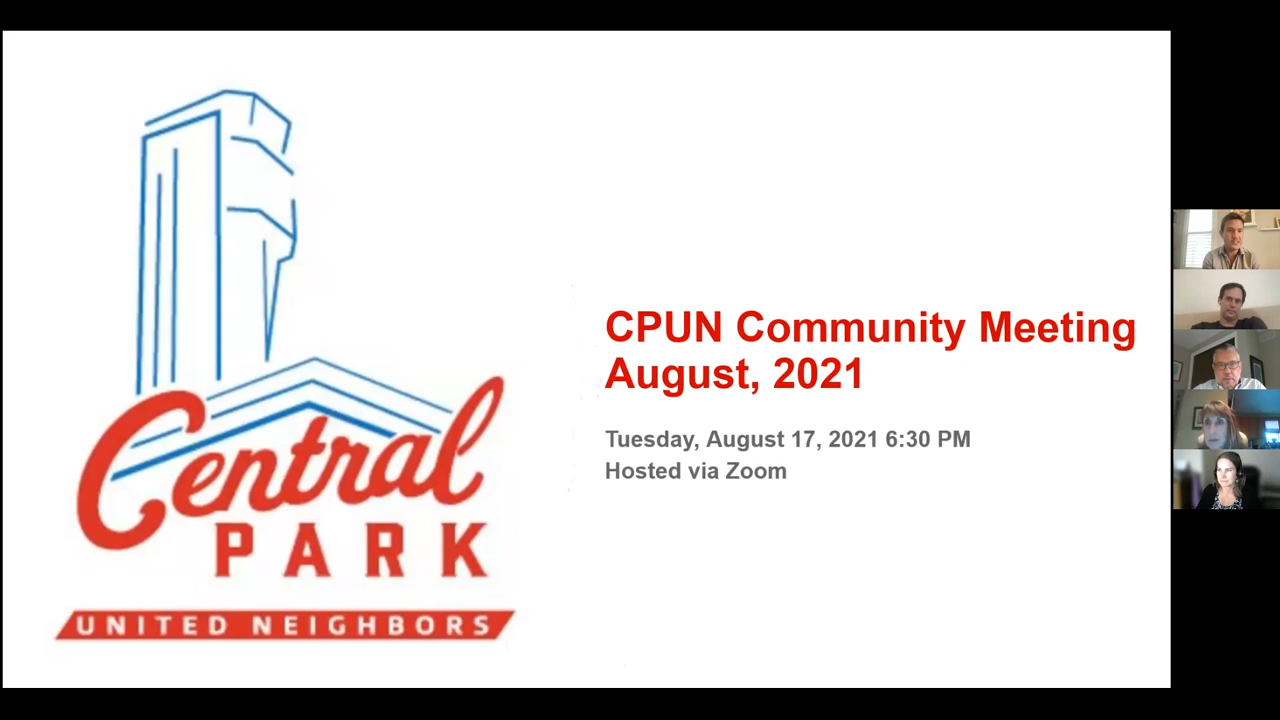 Central
PARK
UNITED NEIGHBORS
CPUN Community Meeting
August, 2021
Tuesday, August 17, 2021 6:30 PM
Hosted via Zoom